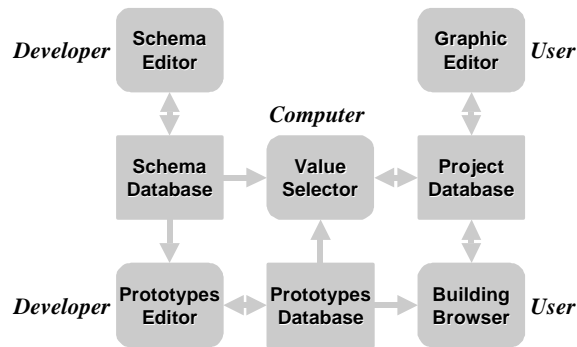 Developer
Schema
Editor
Graphic
Editor
User
Computer
Schema
Database
Value
Selector
Project
Database
Developer
Prototypes
Editor
Prototypes
Database
Building
Browser
User